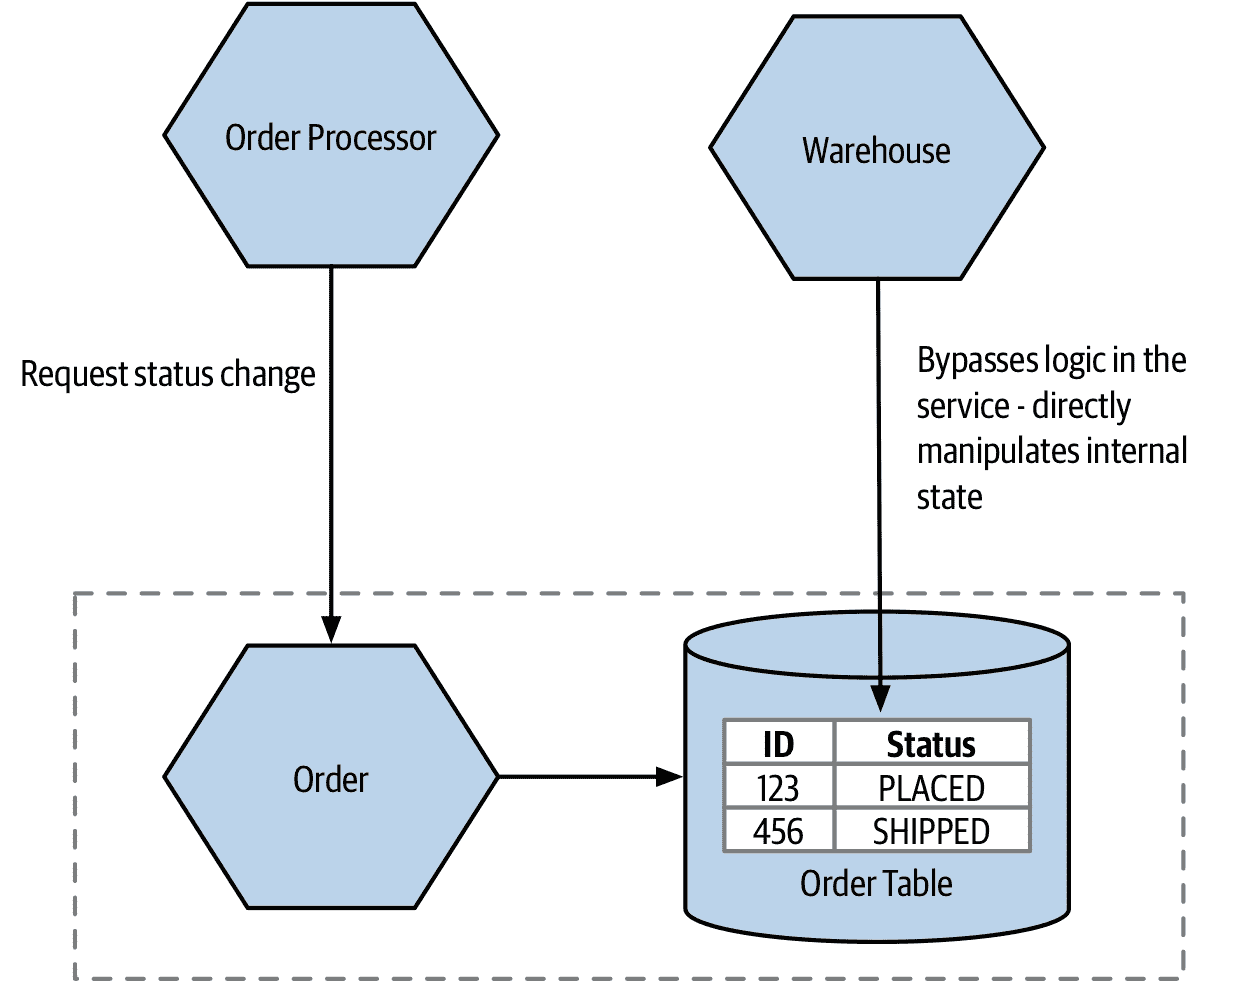 Order Processor
Warehouse
Request status change
Bypasses logic in the
service - directly
manipulates internal
state
Order
ID Status
123 PLACED
456 SHIPPED
Order Table